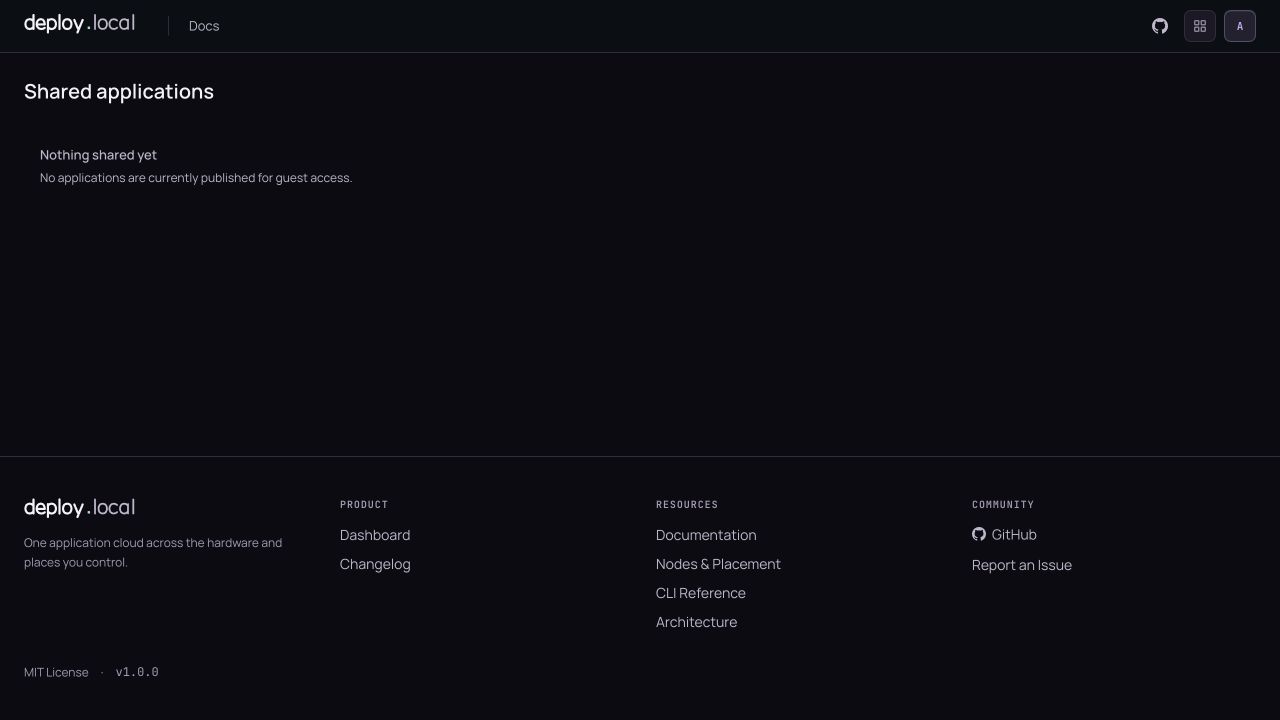 deploy.local
Docs
A
Shared applications
Nothing shared yet
No applications are currently published for guest access.
deploy.local
One application cloud across the hardware and
places you control.
PRODUCT
Dashboard
Changelog
RESOURCES
Documentation
Nodes & Placement
CLI Reference
Architecture
COMMUNITY
GitHub
Report an Issue
MIT License · v1.0.0